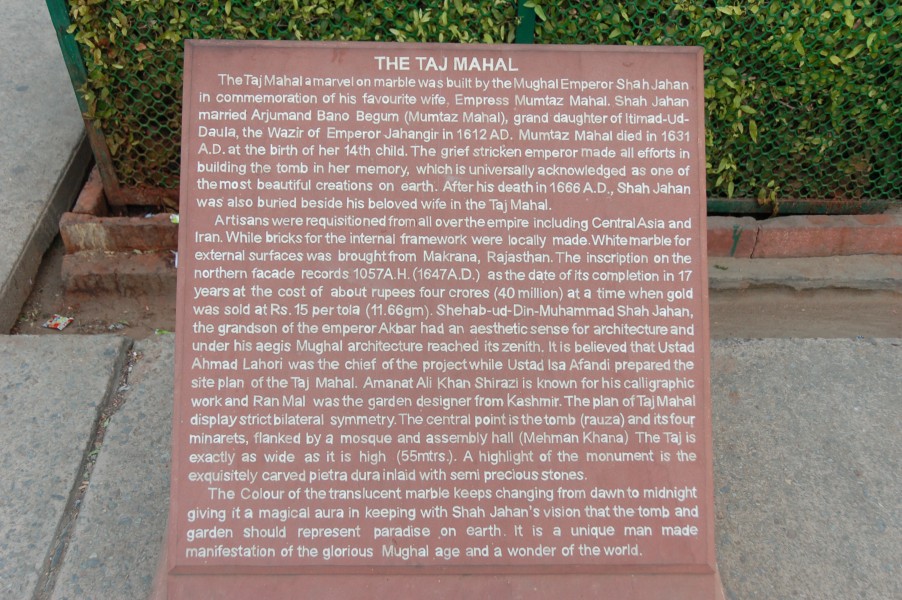 THE TAJ MAHAL
The Taj Mahal a marvel on marble was built by the Mughal Emperor Shah Jahan
in commemoration of his favourite wife, Empress Mumtaz Mahal. Shah Jahan
married Arjumand Bano Begum (Mumtaz Mahal), grand daughter of Itimad-Ud-
Daula, the Wazir of Emperor Jahangir in 1612 AD. Mumtaz Mahal died in 1631
A.D. at the birth of her 14th child. The grief stricken emperor made all efforts in
building the tomb in her memory, which is universally acknowledged as one of
the most beautiful creations on earth. After his death in 1666 A.D., Shah Jahan
was also buried beside his beloved wife in the Taj Mahal.
Artisans were requisitioned from all over the empire including Central Asia and
Iran. While bricks for the internal framework were locally made. White marble for
external surfaces was brought from Makrana, Rajasthan. The inscription on the
northern facade records 1057 A.H. (1647 A.D.) as the date of its completion in 17
years at the cost of about rupees four crores (40 million) at a time when gold
was sold at Rs. 15 per tola (11.66gm). Shehab-ud-Din-Muhammad Shah Jahan,
the grandson of the emperor Akbar had an aesthetic sense for architecture and
under his aegis Mughal architecture reached its zenith. It is believed that Ustad
Ahmad Lahori was the chief of the project while Ustad Isa Afandi prepared the
site plan of the Taj Mahal. Amanat Ali Khan Shirazi is known for his calligraphic
work and Ran Mal was the garden designer from Kashmir. The plan of Taj Mahal
display strict bilateral symmetry. The central point is the tomb (rauza) and its four
minarets, flanked by a mosque and assembly hall (Mehman Khana) The Taj is
exactly as wide as it is high (55mtrs.). A highlight of the monument is the
exquisitely carved pietra dura inlaid with semi precious stones.
The Colour of the translucent marble keeps changing from dawn to midnight
giving it a magical aura in keeping with Shah Jahan's vision that the tomb and
garden should represent paradise on earth. It is a unique man made
manifestation of the glorious Mughal age and a wonder of the world.